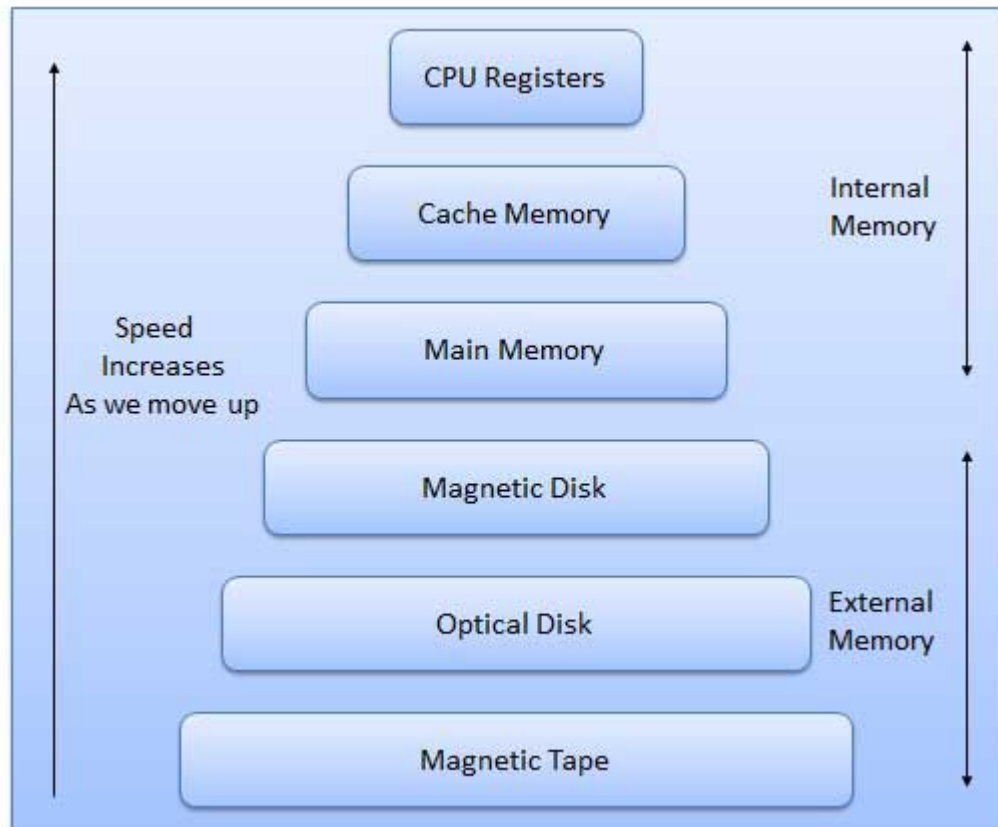 CPU Registers
Cache Memory
Internal
Memory
Main Memory
Speed
Increases
As we move up
Magnetic Disk
Optical Disk
External
Memory
Magnetic Tape